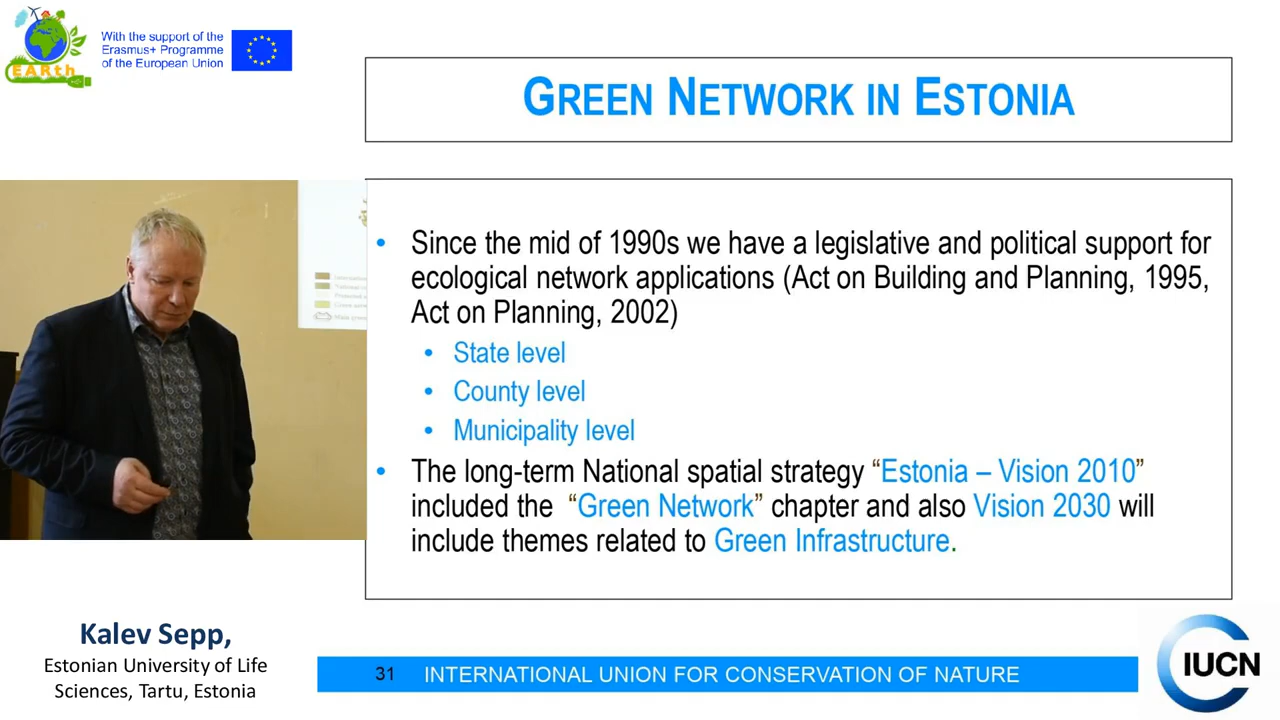 With the support of the
Erasmus+ Programme
of the European Union
EARth
GREEN NETWORK IN ESTONIA
• Since the mid of 1990s we have a legislative and political support for
ecological network applications (Act on Building and Planning, 1995,
Act on Planning, 2002)
• State level
• County level
• Municipality level
• The long-term National spatial strategy “Estonia – Vision 2010”
included the “Green Network” chapter and also Vision 2030 will
include themes related to Green Infrastructure.
Kalev Sepp,
Estonian University of Life
Sciences, Tartu, Estonia
31 INTERNATIONAL UNION FOR CONSERVATION OF NATURE
IUCN